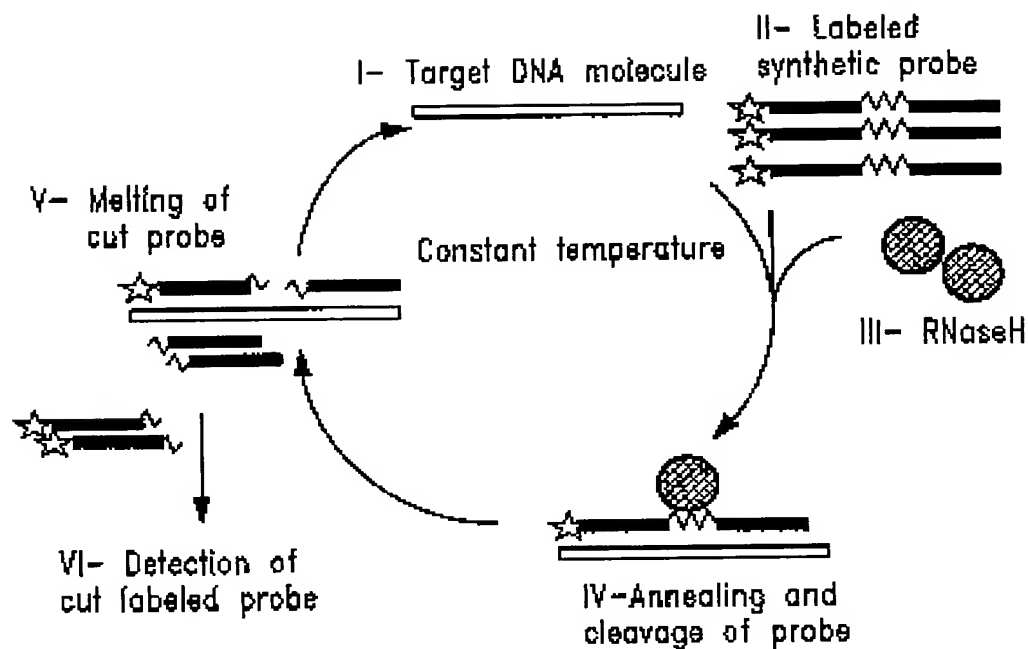 I- Target DNA molecule
II- Labeled
synthetic probe
V- Melting of
cut probe
Constant temperature
III- RNaseH
VI- Detection of
cut labeled probe
IV-Annealing and
cleavage of probe